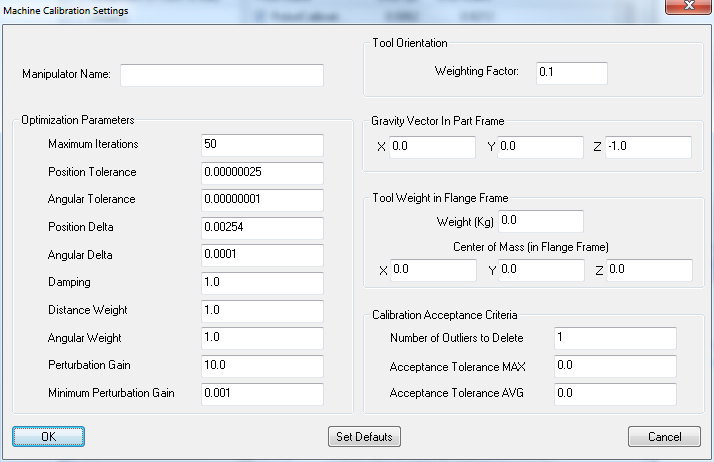 Machine Calibration Settings
Manipulator Name:
Optimization Parameters
Maximum Iterations 50
Position Tolerance 0.00000025
Angular Tolerance 0.00000001
Position Delta 0.00254
Angular Delta 0.0001
Damping 1.0
Distance Weight 1.0
Angular Weight 1.0
Perturbation Gain 10.0
Minimum Perturbation Gain 0.001
Tool Orientation
Weighting Factor: 0.1
Gravity Vector In Part Frame
X 0.0 Y 0.0 Z -1.0
Tool Weight in Flange Frame
Weight (Kg) 0.0
Center of Mass (in Flange Frame)
X 0.0 Y 0.0 Z 0.0
Calibration Acceptance Criteria
Number of Outliers to Delete 1
Acceptance Tolerance MAX 0.0
Acceptance Tolerance AVG 0.0
OK Set Defaults Cancel